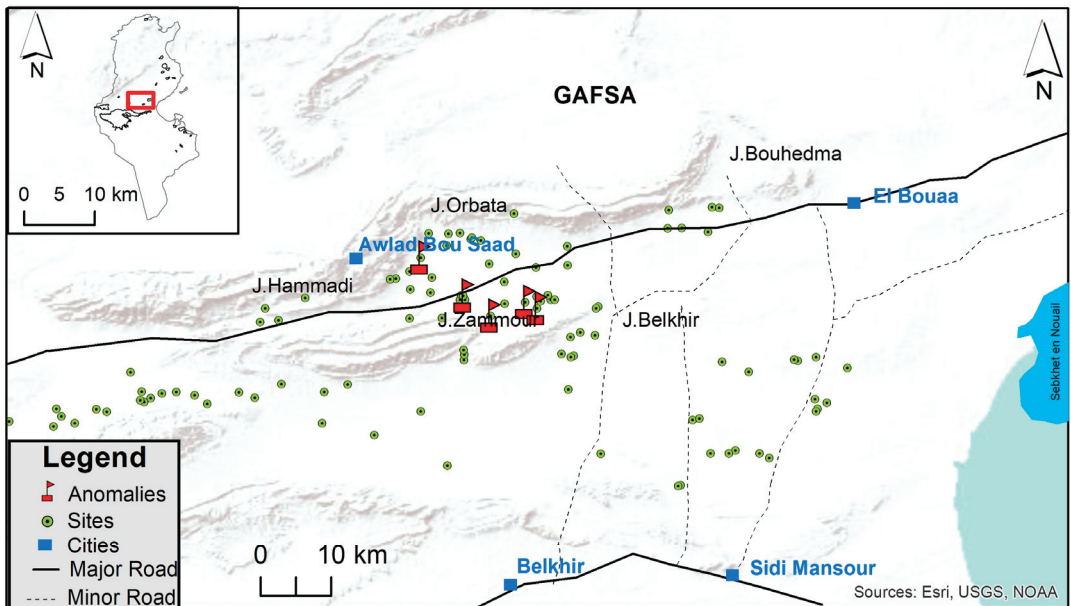 N
0 5 10 km
N
GAFSA
J.Bouhedma
El Bouaa
J.Orbata
Awlad Bou Saad
J.Hammadi
J.Zammour
J.Belkhir
Sebkhet en Nouail
Legend
Anomalies
Sites
Cities
Major Road
Minor Road
0 10 km
Belkhir
Sidi Mansour
Sources: Esri, USGS, NOAA